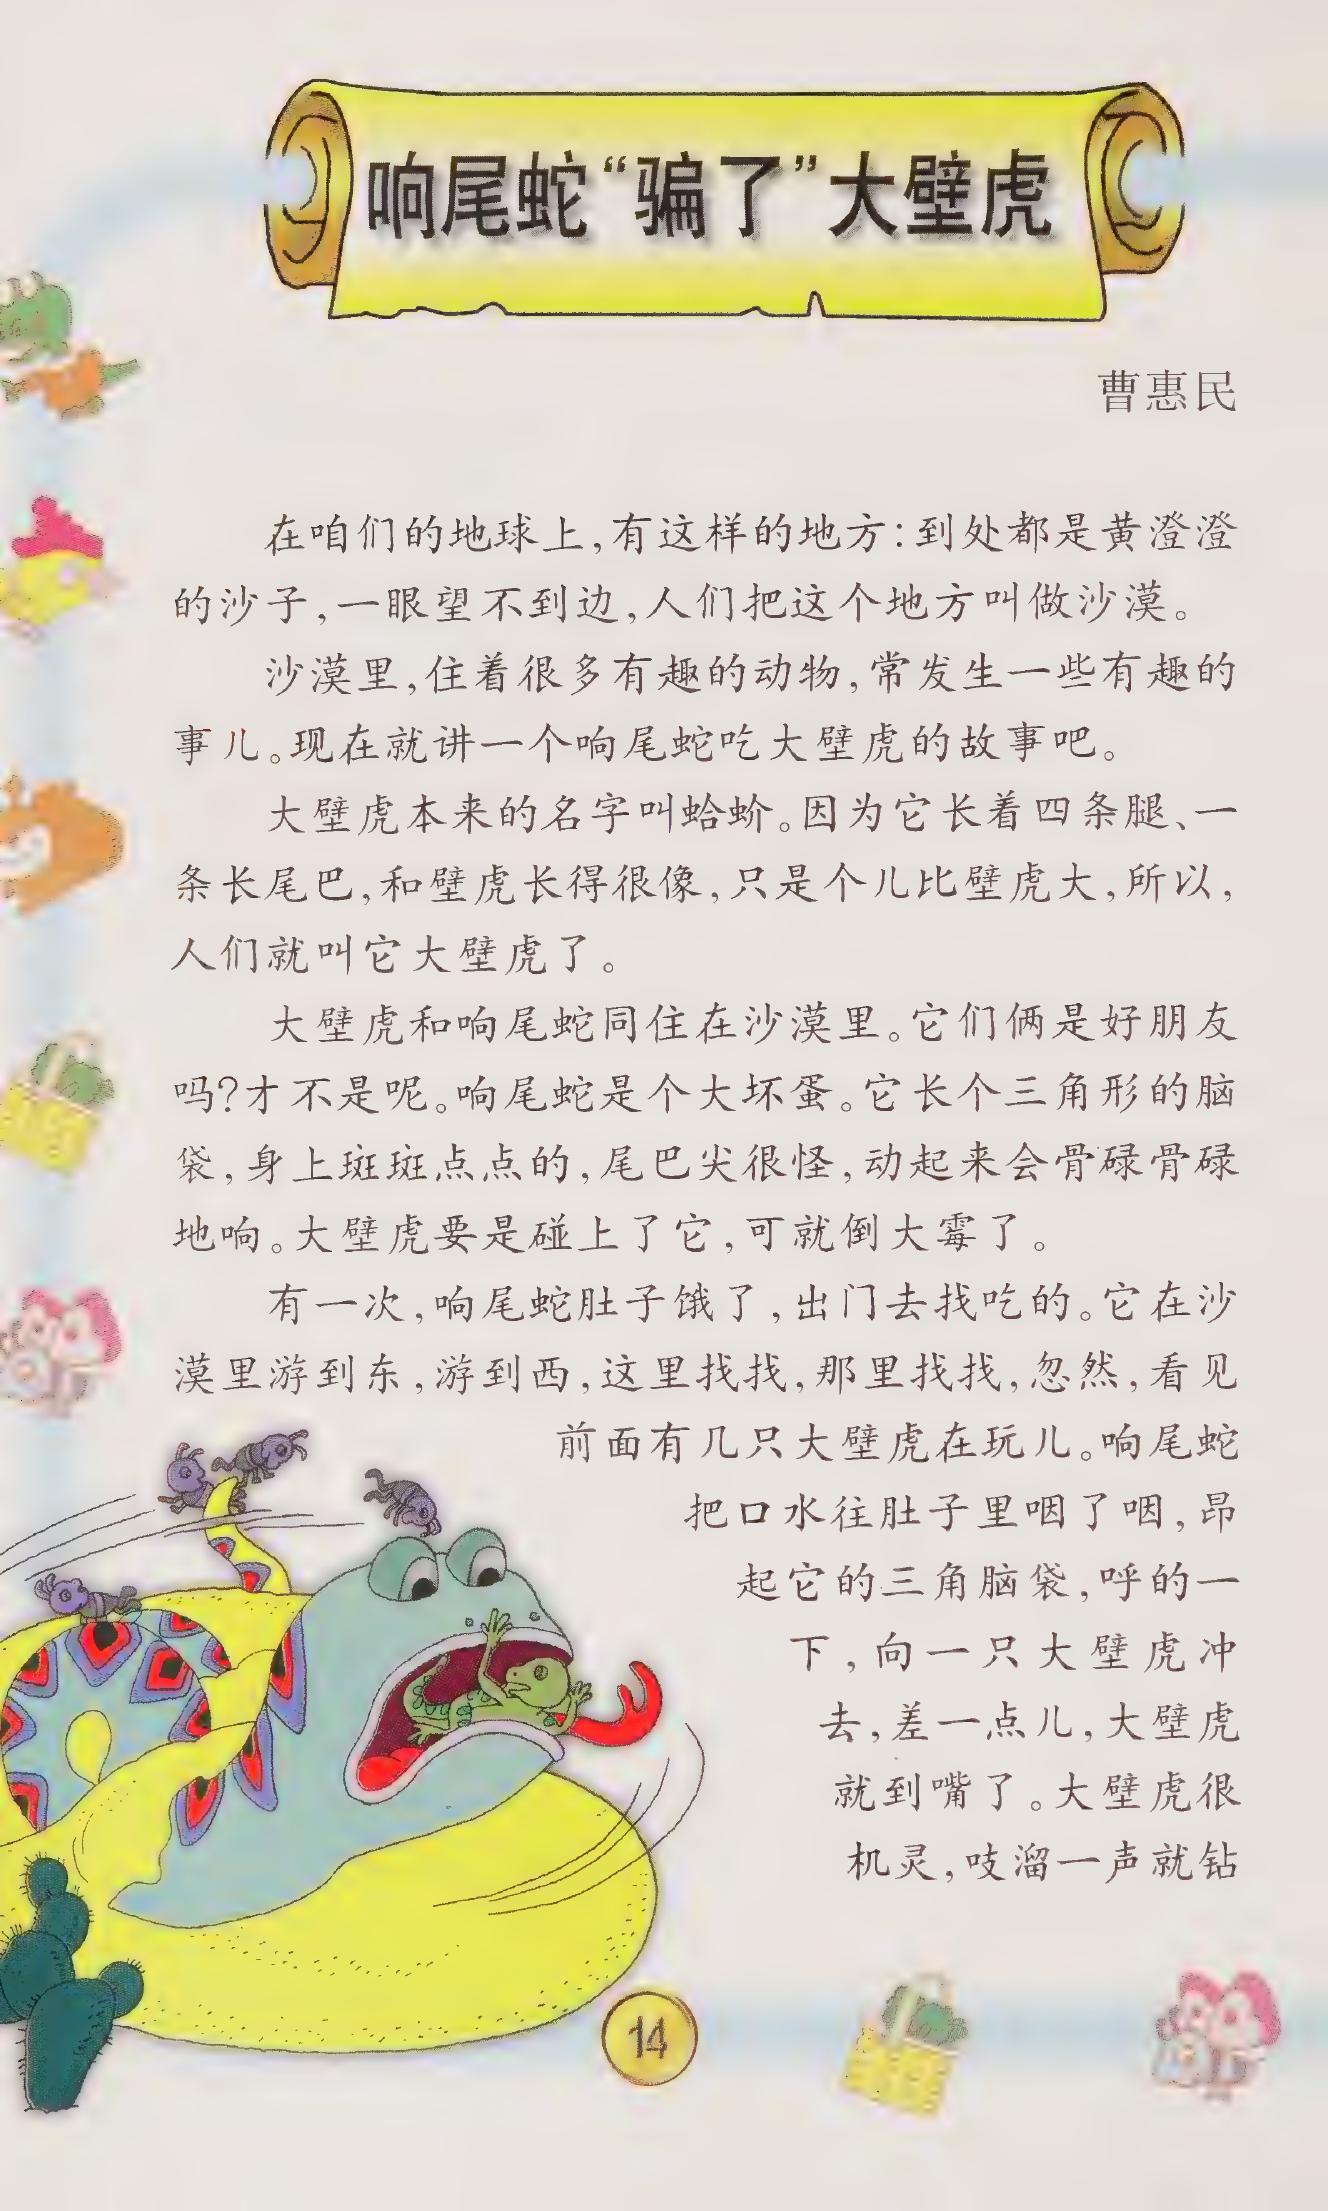 响尾蛇“骗了”大壁虎
曹惠民
在咱们的地球上，有这样的地方：到处都是黄澄澄
的沙子，一眼望不到边，人们把这个地方叫做沙漠。
沙漠里，住着很多有趣的动物，常发生一些有趣的
事儿。现在就讲一个响尾蛇吃大壁虎的故事吧。
大壁虎本来的名字叫蛤蚧。因为它长着四条腿、一
条长尾巴，和壁虎长得很像，只是个儿比壁虎大，所以，
人们就叫它大壁虎了。
大壁虎和响尾蛇同住在沙漠里。它们俩是好朋友
吗？才不是呢。响尾蛇是个大坏蛋。它长个三角形的脑
袋，身上斑斑点点的，尾巴尖很怪，动起来会骨碌骨碌
地响。大壁虎要是碰上了它，可就倒大霉了。
有一次，响尾蛇肚子饿了，出门去找吃的。它在沙
漠里游到东，游到西，这里找找，那里找找，忽然，看见
前面有几只大壁虎在玩儿。响尾蛇
把口水往肚子里咽了咽，昂
起它的三角脑袋，呼的一
下，向一只大壁虎冲
去，差一点儿，大壁虎
就到嘴了。大壁虎很
机灵，吱溜一声就钻
14